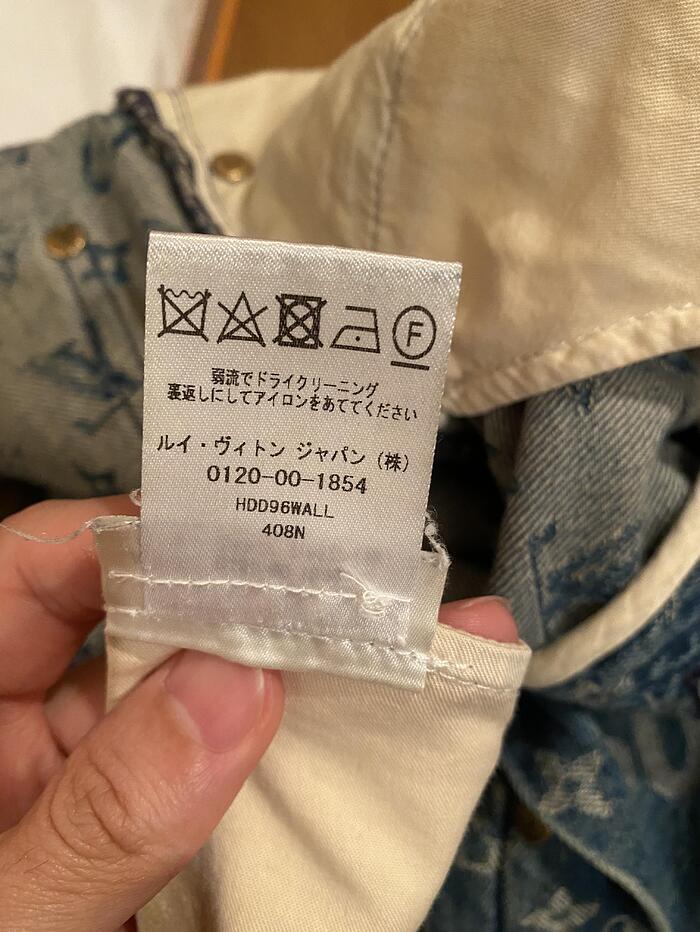 F
弱流でドライクリーニング
裏返しにしてアイロンをあててください
ルイ・ヴィトン ジャパン (株)
0120-00-1854
HDD96WALL
408N